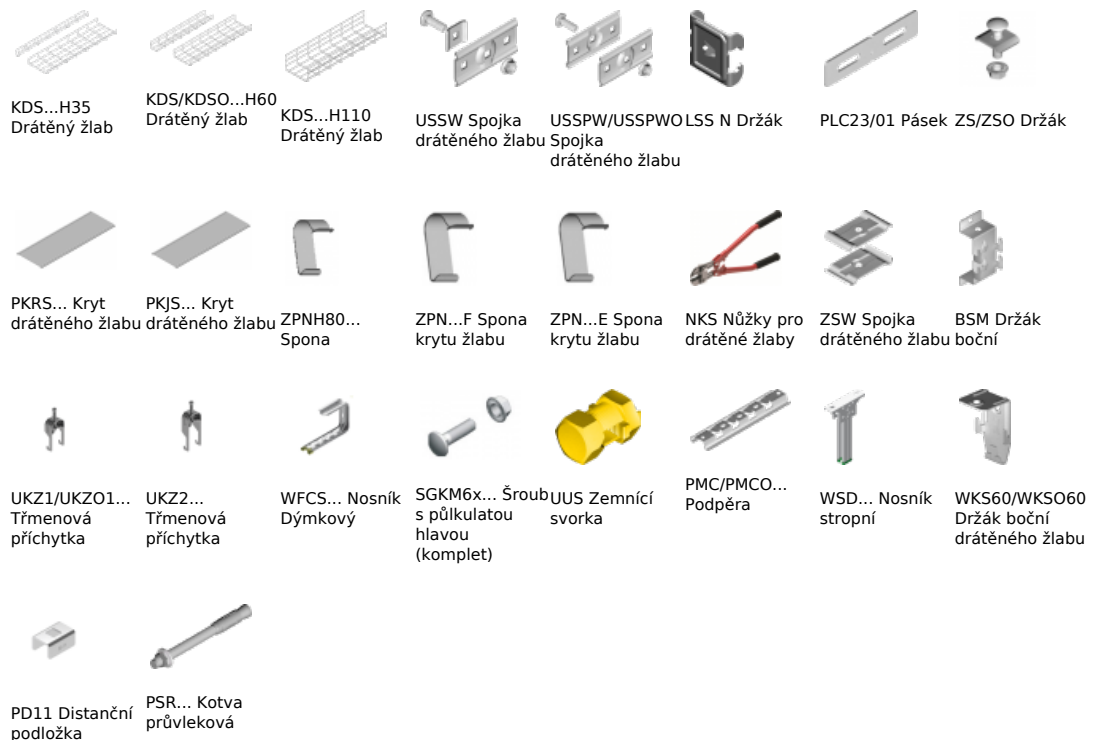 KDS...H35
Drátěný žlab
KDS/KDSO...H60
Drátěný žlab
KDS...H110
Drátěný žlab
USSW Spojka
drátěného žlabu
USSPW/USSPWO
Spojka
drátěného žlabu
LSS N Držák
PLC23/01 Pásek
ZS/ZSO Držák
PKRS... Kryt
drátěného žlabu
PKJS... Kryt
drátěného žlabu
ZPNH80...
Spona
ZPN...F Spona
krytu žlabu
ZPN...E Spona
krytu žlabu
NKS Nůžky pro
drátěné žlaby
ZSW Spojka
drátěného žlabu
BSM Držák
boční
UKZ1/UKZO1...
Třmenová
příchytka
UKZ2...
Třmenová
příchytka
WFCS... Nosník
Dýmkový
SGKM6x... Šroub
s půlkulatou
hlavou
(komplet)
UUS Zemnící
svorka
PMC/PMCO...
Podpěra
WSD... Nosník
stropní
WKS60/WKSO60
Držák boční
drátěného žlabu
PD11 Distanční
podložka
PSR... Kotva
průvleková